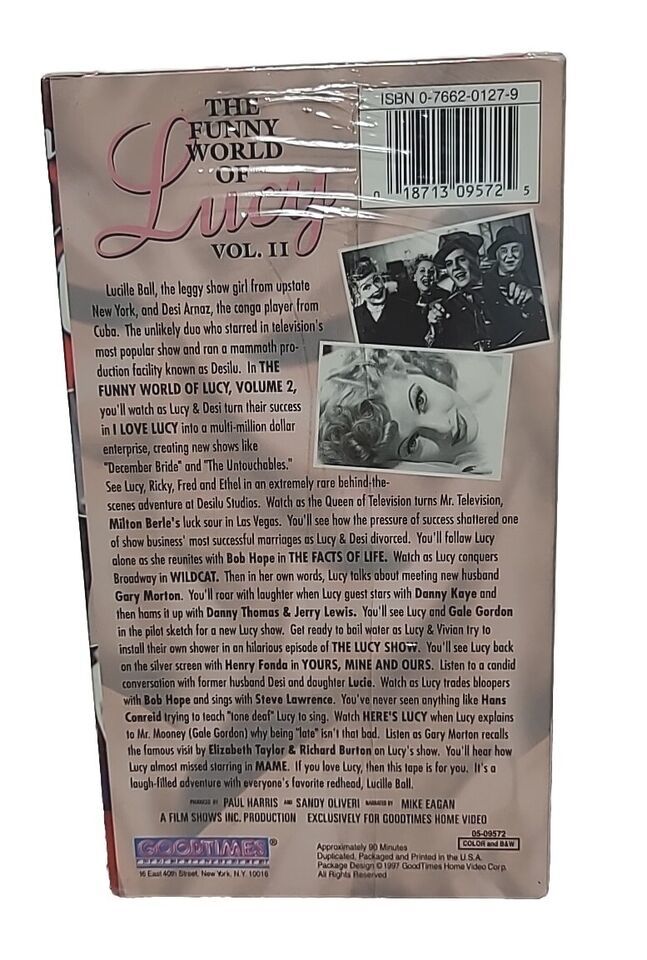 THE
FUNNY
WORLD
OF
Lucy
VOL. II
ISBN 0-7662-0127-9
0 18713 09572 5
Lucille Ball, the leggy show girl from upstate
New York, and Desi Arnaz, the conga player from
Cuba. The unlikely duo who starred in television's
most popular show and ran a mammoth pro-
duction facility known as Desilu. In THE
FUNNY WORLD OF LUCY, VOLUME 2,
you'll watch as Lucy & Desi turn their success
in I LOVE LUCY into a multi-million dollar
enterprise, creating new shows like
"December Bride" and "The Untouchables."
See Lucy, Ricky, Fred and Ethel in an extremely rare behind-the-
scenes adventure at Desilu Studios. Watch as the Queen of Television turns Mr. Television,
Milton Berle's luck sour in Las Vegas. You'll see how the pressure of success shattered one
of show business' most successful marriages as Lucy & Desi divorced. You'll follow Lucy
alone as she reunites with Bob Hope in THE FACTS OF LIFE. Watch as Lucy conquers
Broadway in WILDCAT. Then in her own words, Lucy talks about meeting new husband
Gary Morton. You'll roar with laughter when Lucy guest stars with Danny Kaye and
then hams it up with Danny Thomas & Jerry Lewis. You'll see Lucy and Gale Gordon
in the pilot sketch for a new Lucy show. Get ready to bail water as Lucy & Vivian try to
install their own shower in an hilarious episode of THE LUCY SHOW. You'll see Lucy back
on the silver screen with Henry Fonda in YOURS, MINE AND OURS. Listen to a candid
conversation with former husband Desi and daughter Lucie. Watch as Lucy trades bloopers
with Bob Hope and sings with Steve Lawrence. You've never seen anything like Hans
Conreid trying to teach "tone deaf" Lucy to sing. Watch HERE'S LUCY when Lucy explains
to Mr. Mooney (Gale Gordon) why being "late" isn't that bad. Listen as Gary Morton recalls
the famous visit by Elizabeth Taylor & Richard Burton on Lucy's show. You'll hear how
Lucy almost missed starring in MAME. If you love Lucy, then this tape is for you. It's a
laugh-filled adventure with everyone's favorite redhead, Lucille Ball.
PRODUCED BY PAUL HARRIS AND SANDY OLIVERI NARRATED BY MIKE EAGAN
A FILM SHOWS INC. PRODUCTION EXCLUSIVELY FOR GOODTIMES HOME VIDEO
GOODTIMES®
HOME ENTERTAINMENT
16 East 40th Street, New York, N.Y. 10016
Approximately 90 Minutes
Duplicated, Packaged and Printed in the U.S.A.
Package Design © 1997 GoodTimes Home Video Corp.
All Rights Reserved
05-09572
COLOR and B&W